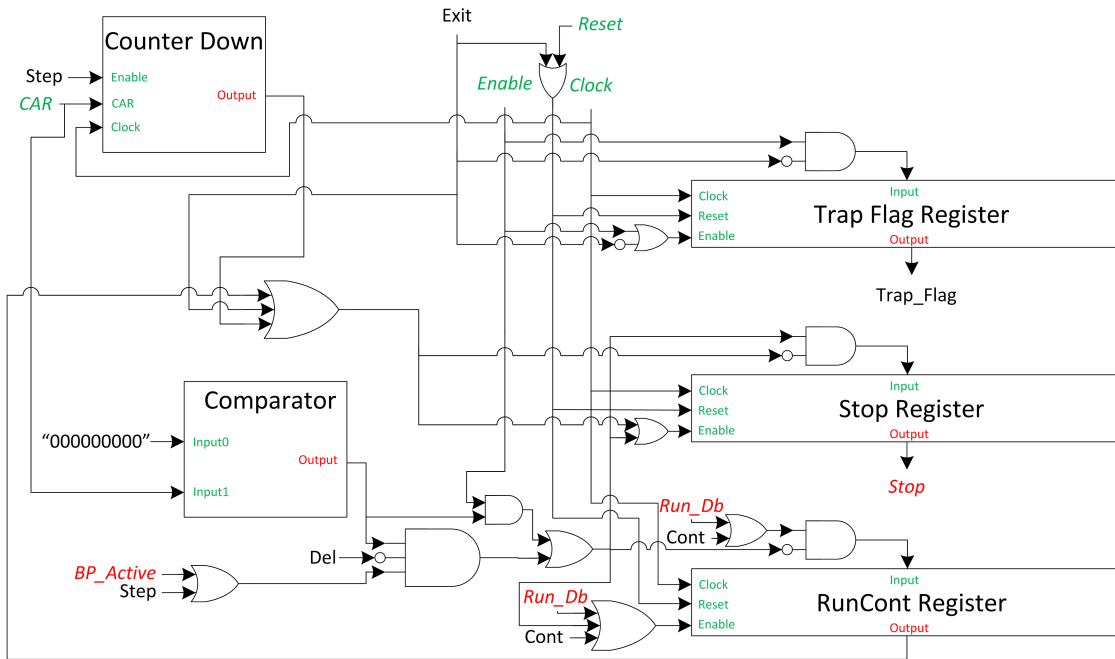 Exit
Reset
Counter Down
Enable
Clock
Step
Enable
Output
CAR
CAR
Clock
Input
Clock
Trap Flag Register
Reset
Enable
Output
Trap_Flag
Input
Comparator
Clock
Stop Register
Reset
Enable
Output
"000000000"
Input0
Output
Stop
Input1
Run_Db
Cont
Del
BP_Active
Step
Input
Clock
Run_Db
RunCont Register
Reset
Enable
Output
Cont